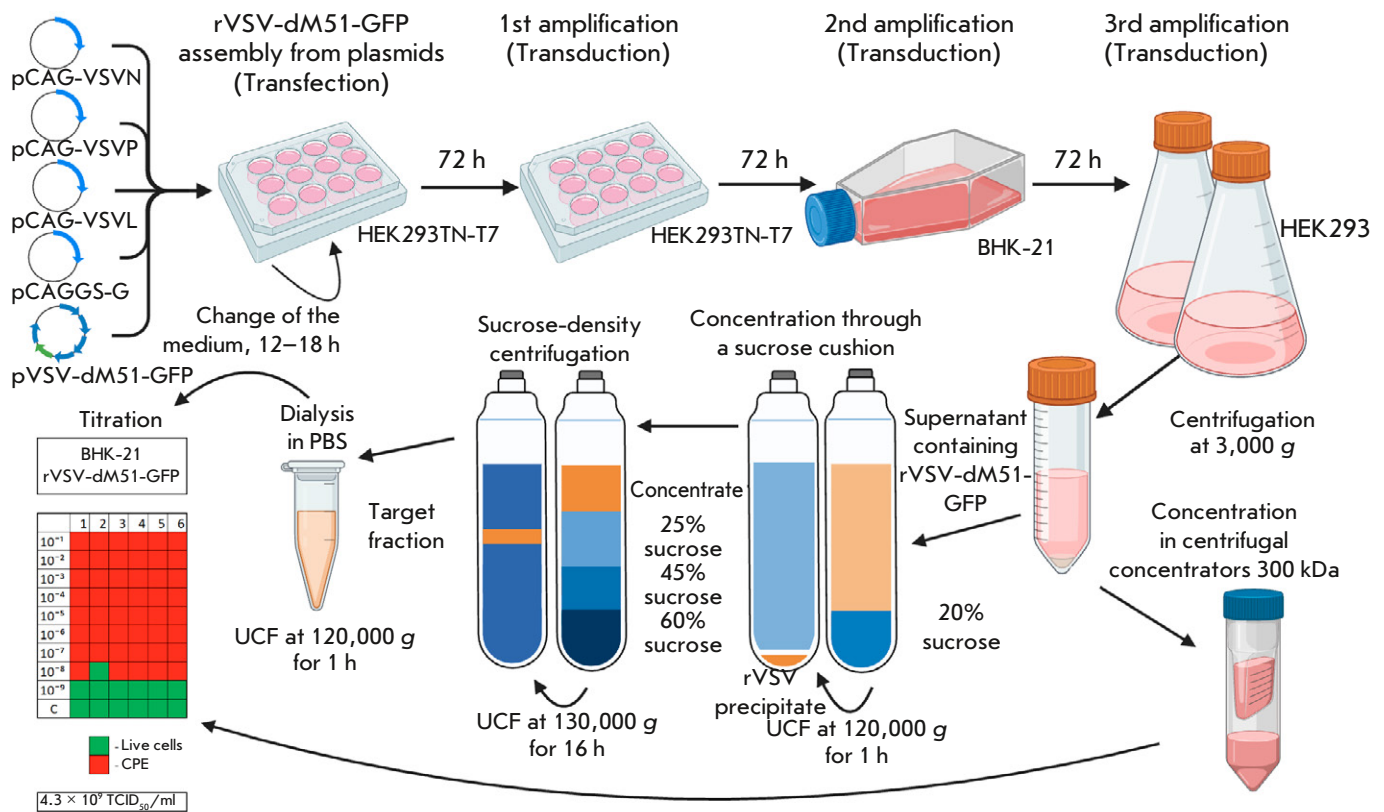 pCAG-VSVN
pCAG-VSVP
pCAG-VSVL
pCAGGS-G
pVSV-dM51-GFP
rVSV-dM51-GFP
assembly from plasmids
(Transfection)
HEK293TN-T7
Change of the
medium, 12–18 h
72 h
1st amplification
(Transduction)
HEK293TN-T7
72 h
2nd amplification
(Transduction)
BHK-21
72 h
3rd amplification
(Transduction)
HEK293
Centrifugation
at 3,000 g
Supernatant
containing
rVSV-dM51-
GFP
Concentration
in centrifugal
concentrators 300 kDa
Concentration through
a sucrose cushion
20%
sucrose
rVSV
precipitate
UCF at 120,000 g
for 1 h
Sucrose-density
centrifugation
Concentrate
25%
sucrose
45%
sucrose
60%
sucrose
UCF at 130,000 g
for 16 h
Target
fraction
Dialysis
in PBS
UCF at 120,000 g
for 1 h
Titration
BHK-21
rVSV-dM51-GFP
1 2 3 4 5 6
10⁻¹
10⁻²
10⁻³
10⁻⁴
10⁻⁵
10⁻⁶
10⁻⁷
10⁻⁸
10⁻⁹
C
- Live cells
- CPE
4.3 × 10⁹ TCID₅₀/ml